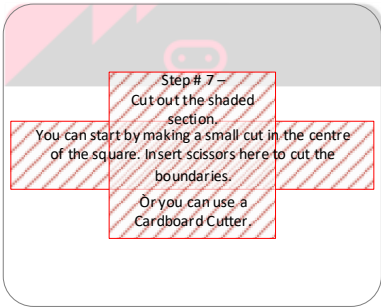 Step # 7 –
Cut out the shaded
section.
You can start by making a small cut in the centre
of the square. Insert scissors here to cut the
boundaries.
Òr you can use a
Cardboard Cutter.